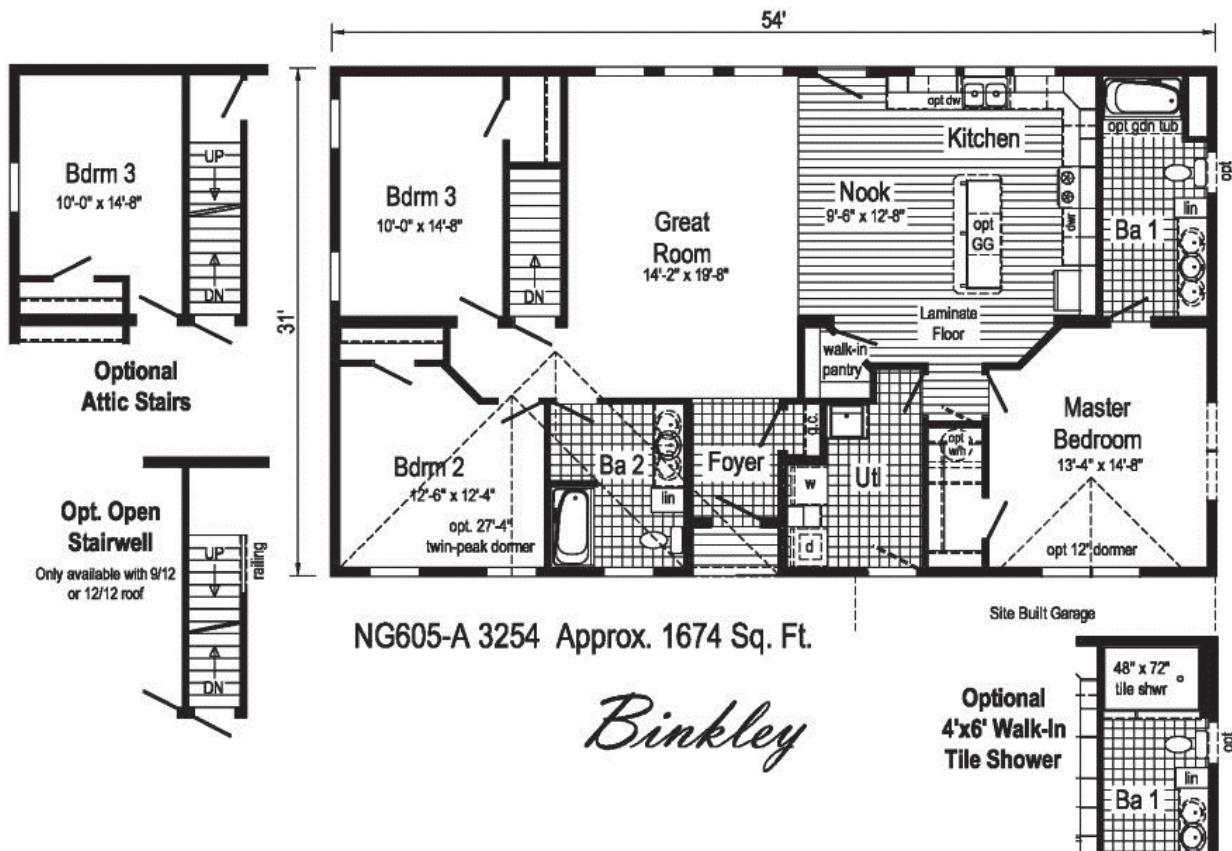 54'
31'
Bdrm 3
10'-0" x 14'-8"
UP
DN
Optional
Attic Stairs
Opt. Open
Stairwell
Only available with 9/12
or 12/12 roof
UP
railing
DN
Bdrm 3
10'-0" x 14'-8"
DN
Great
Room
14'-2" x 19'-8"
opt dw
Kitchen
Nook
9'-6" x 12'-8"
opt
GG
dwr
Laminate
Floor
walk-in
pantry
opt gdn tub
opt
lin
Ba 1
Bdrm 2
12'-6" x 12'-4"
opt. 27'-4"
twin-peak dormer
Ba 2
lin
Foyer
g.c.
w
d
Utl
opt
w/h
Master
Bedroom
13'-4" x 14'-8"
opt 12' dormer
Site Built Garage
NG605-A 3254 Approx. 1674 Sq. Ft.
Binkley
Optional
4'x6' Walk-In
Tile Shower
48" x 72"
tile shwr
opt
lin
Ba 1